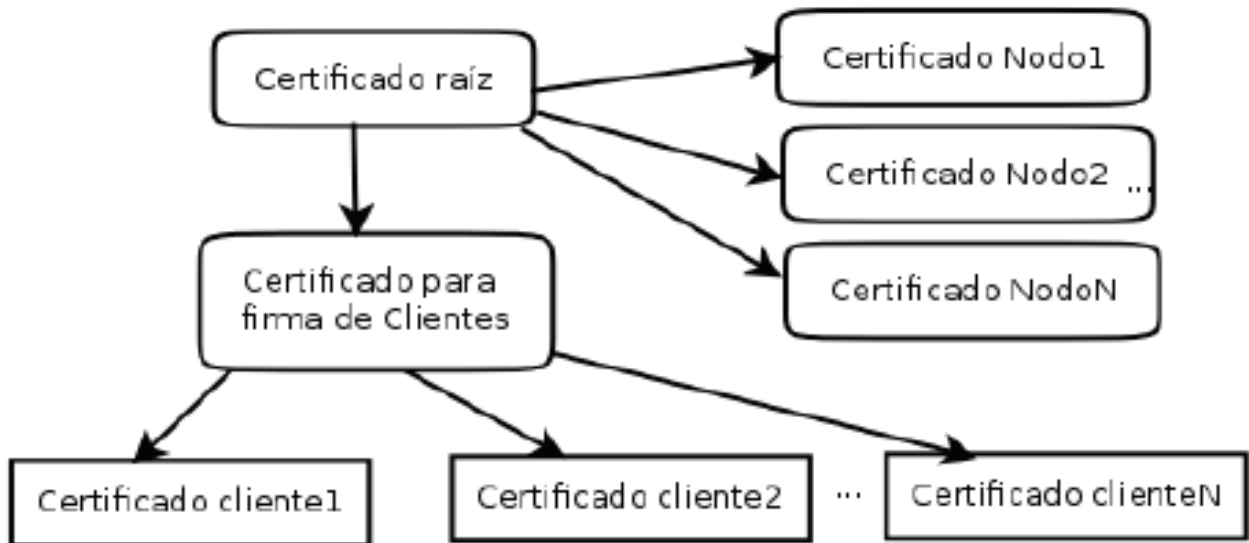 Certificado raíz
Certificado Nodo1
Certificado Nodo2 ...
Certificado NodoN
Certificado para
firma de Clientes
Certificado cliente1
Certificado cliente2
...
Certificado clienteN